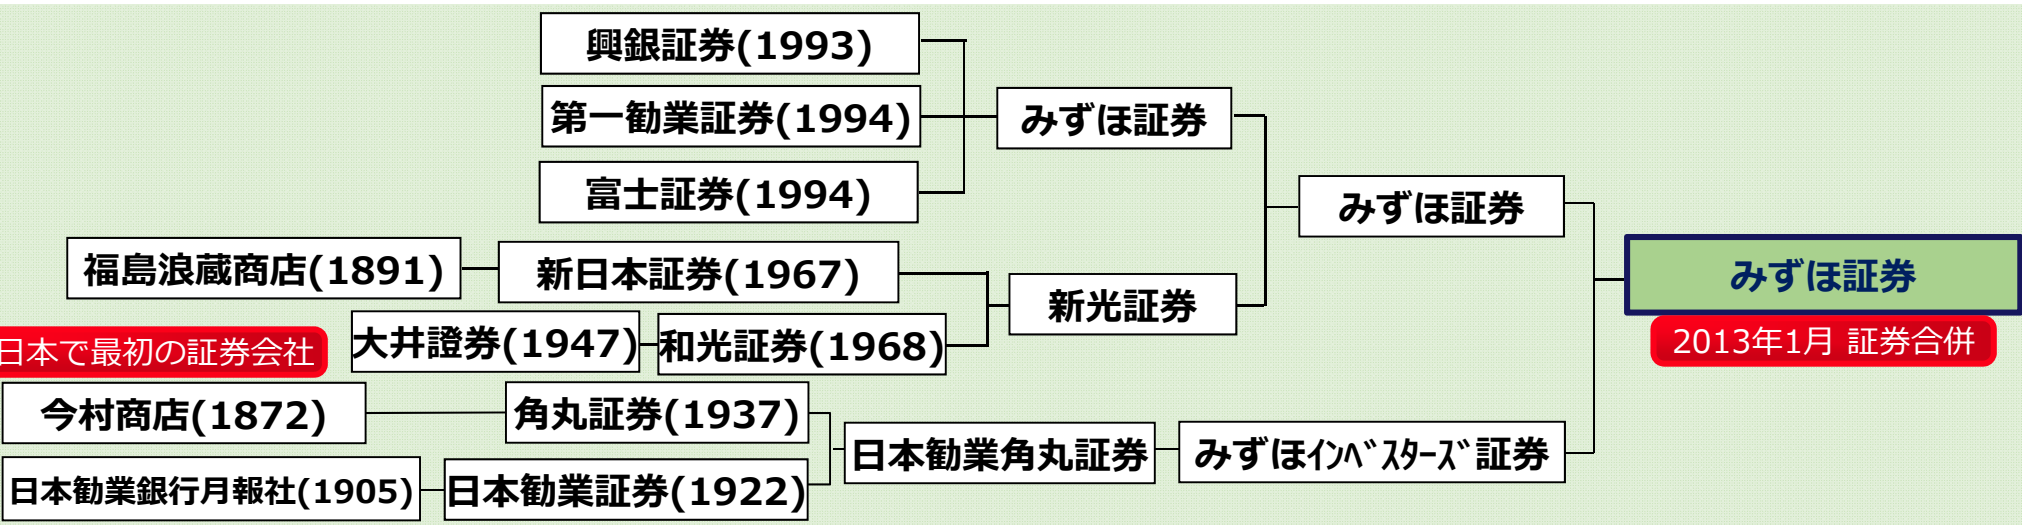 興銀証券(1993)
第一勧業証券(1994)
みずほ証券
富士証券(1994)
みずほ証券
福島浪蔵商店(1891)
新日本証券(1967)
みずほ証券
新光証券
日本で最初の証券会社
大井證券(1947)
和光証券(1968)
2013年1月 証券合併
今村商店(1872)
角丸証券(1937)
日本勧業角丸証券
みずほｲﾝﾍﾞｽﾀｰｽﾞ証券
日本勧業銀行月報社(1905)
日本勧業証券(1922)